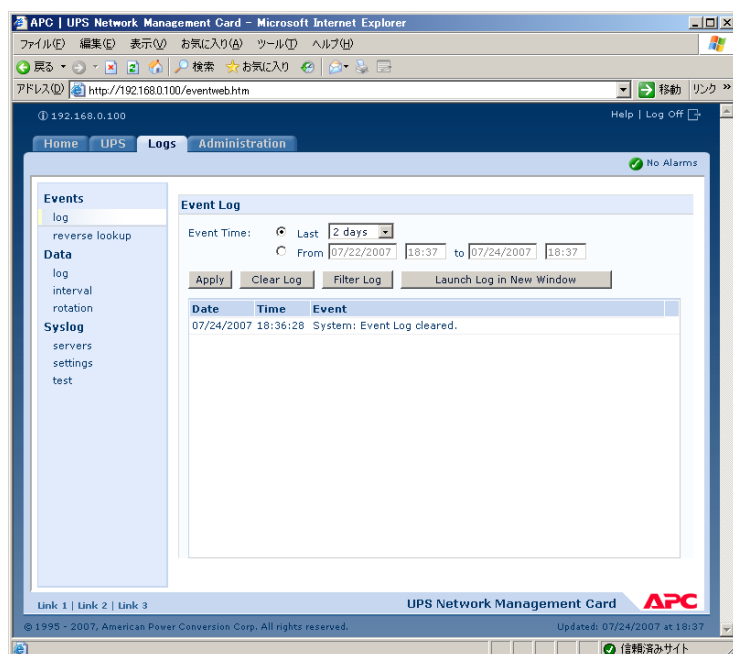 APC | UPS Network Management Card - Microsoft Internet Explorer
ファイル(F) 編集(E) 表示(V) お気に入り(A) ツール(T) ヘルプ(H)
戻る 検索 お気に入り
アドレス(D) http://192.168.0.100/eventweb.htm 移動 リンク »
192.168.0.100 Help | Log Off
Home UPS Logs Administration
No Alarms
Events
log
reverse lookup
Data
log
interval
rotation
Syslog
servers
settings
test
Event Log
Event Time: Last 2 days
From 07/22/2007 18:37 to 07/24/2007 18:37
Apply Clear Log Filter Log Launch Log in New Window
Date Time Event
07/24/2007 18:36:28 System: Event Log cleared.
Link 1 | Link 2 | Link 3 UPS Network Management Card APC
© 1995 - 2007, American Power Conversion Corp. All rights reserved. Updated: 07/24/2007 at 18:37
信頼済みサイト